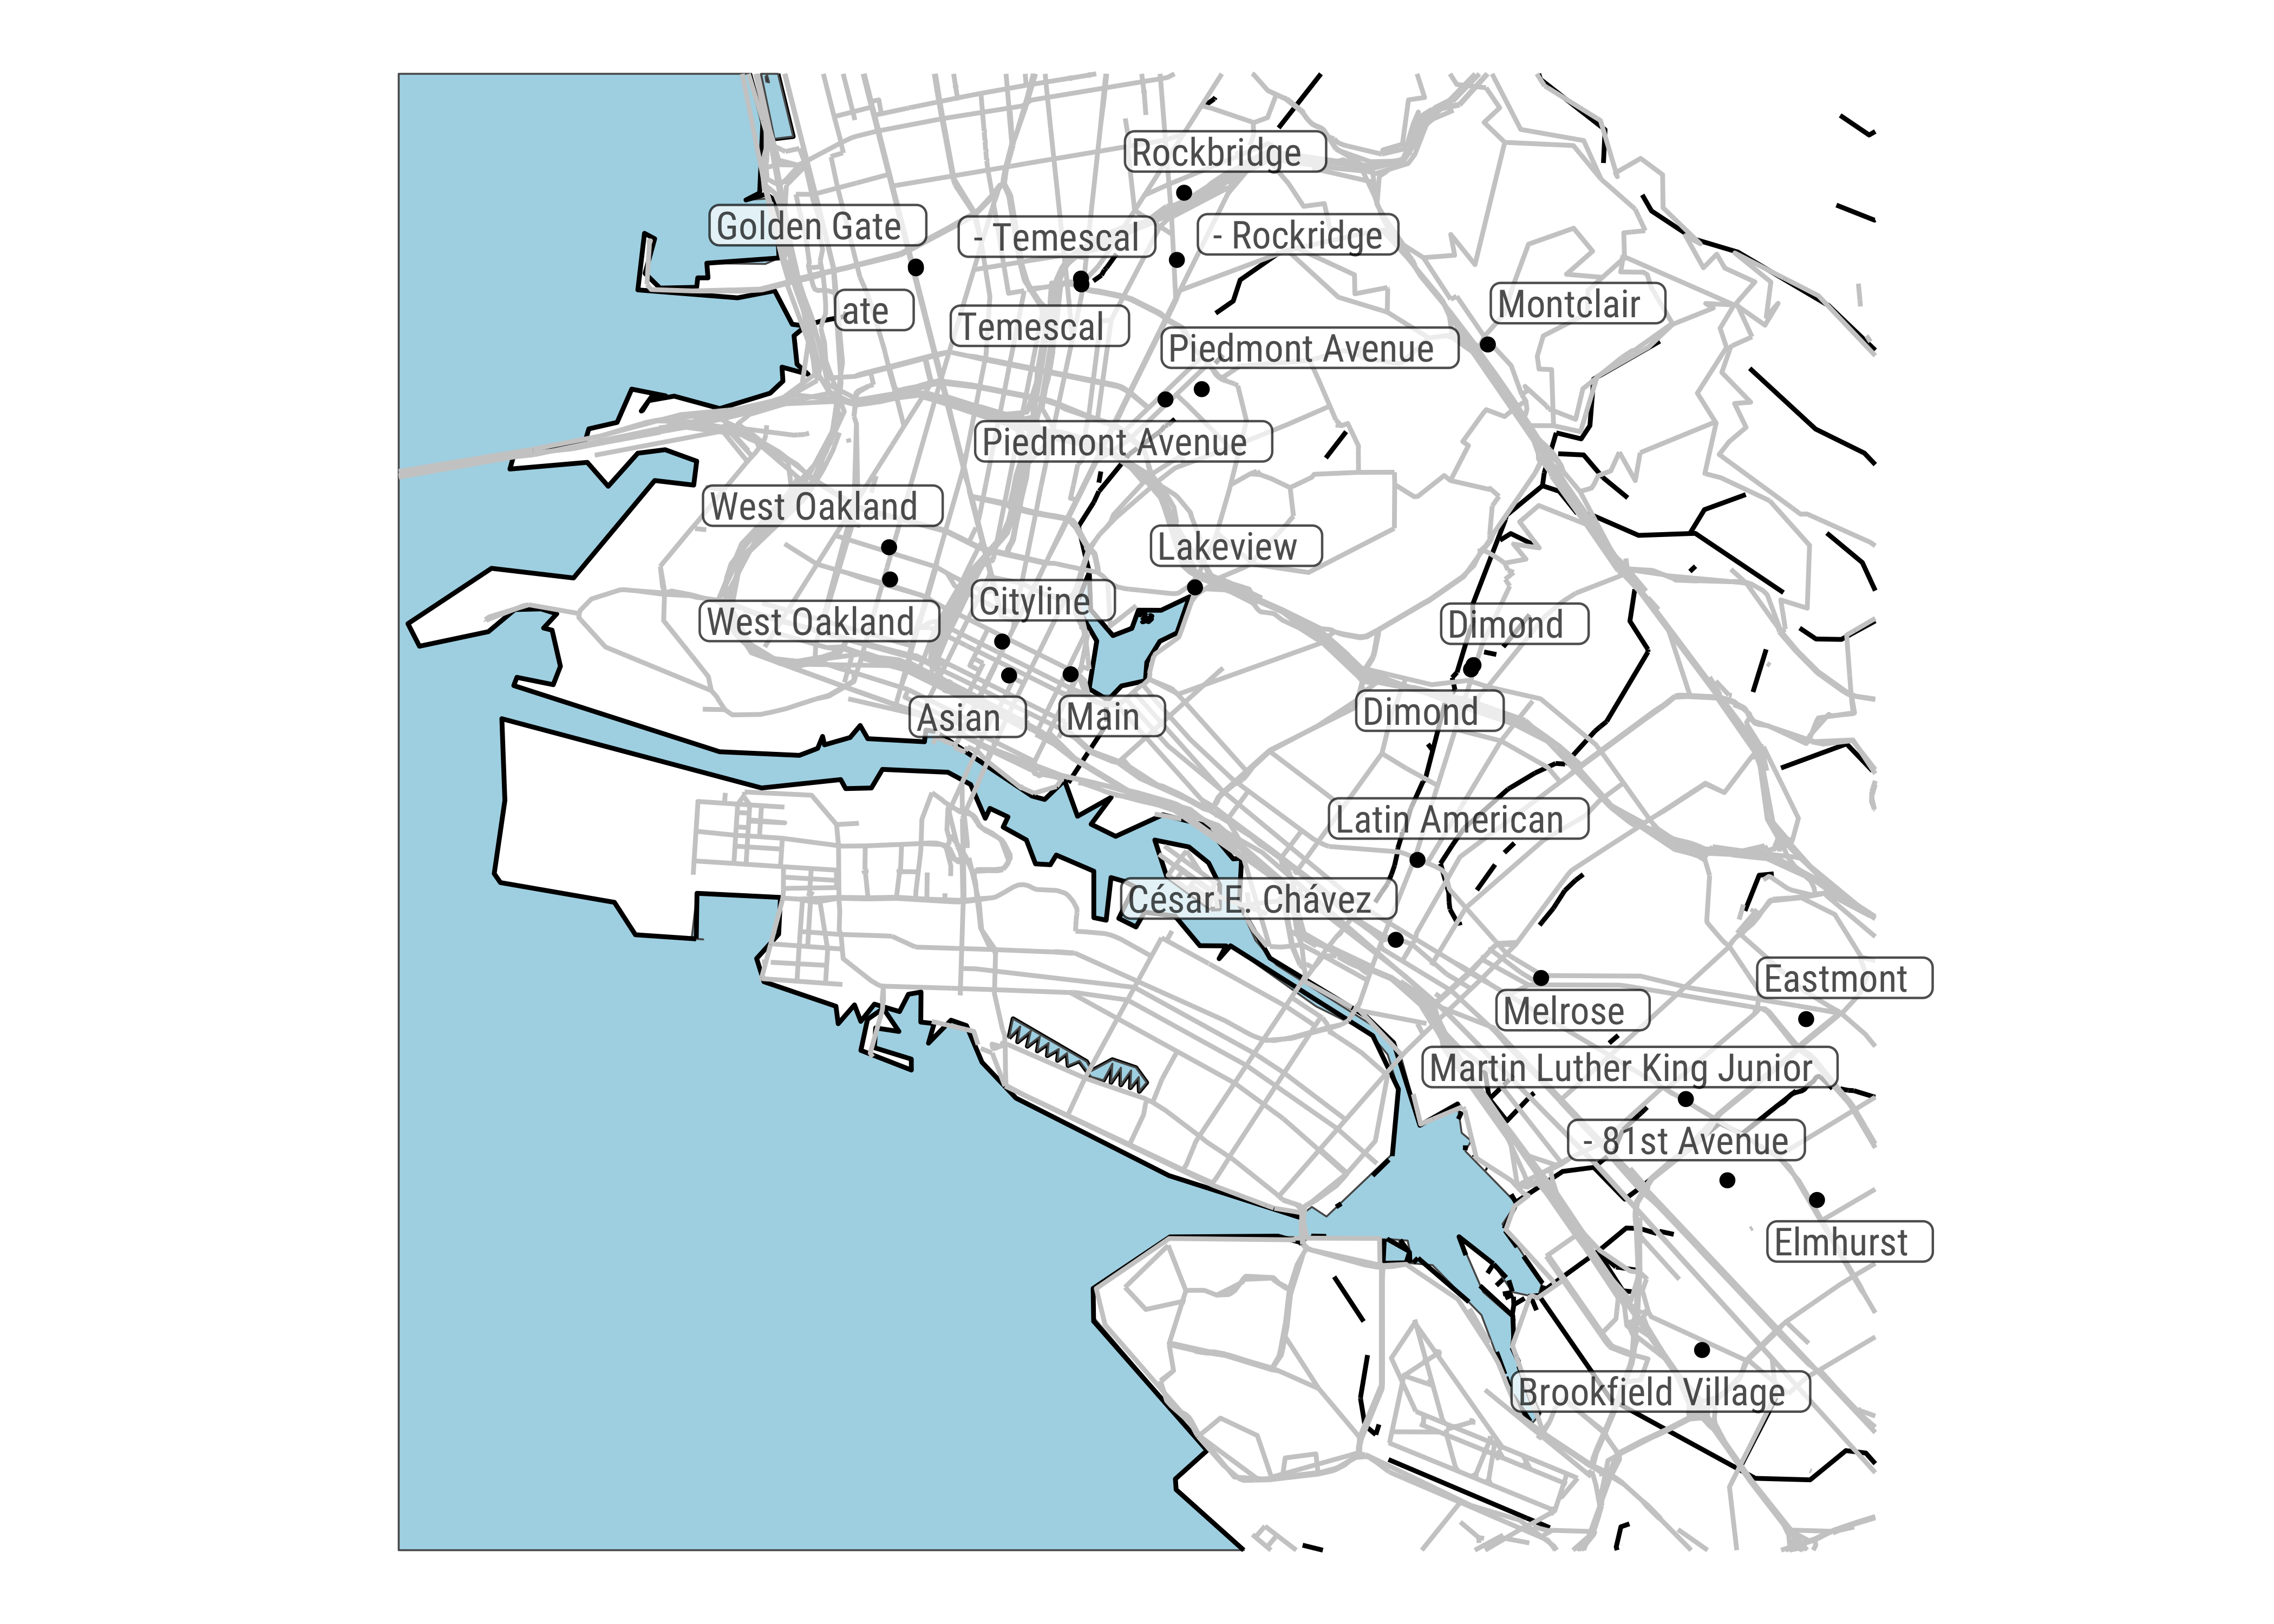 Rockbridge
Golden Gate
- Temescal
- Rockridge
ate
Temescal
Montclair
Piedmont Avenue
Piedmont Avenue
West Oakland
Lakeview
Cityline
West Oakland
Dimond
Asian
Main
Dimond
Latin American
César E. Chávez
Eastmont
Melrose
Martin Luther King Junior
- 81st Avenue
Elmhurst
Brookfield Village